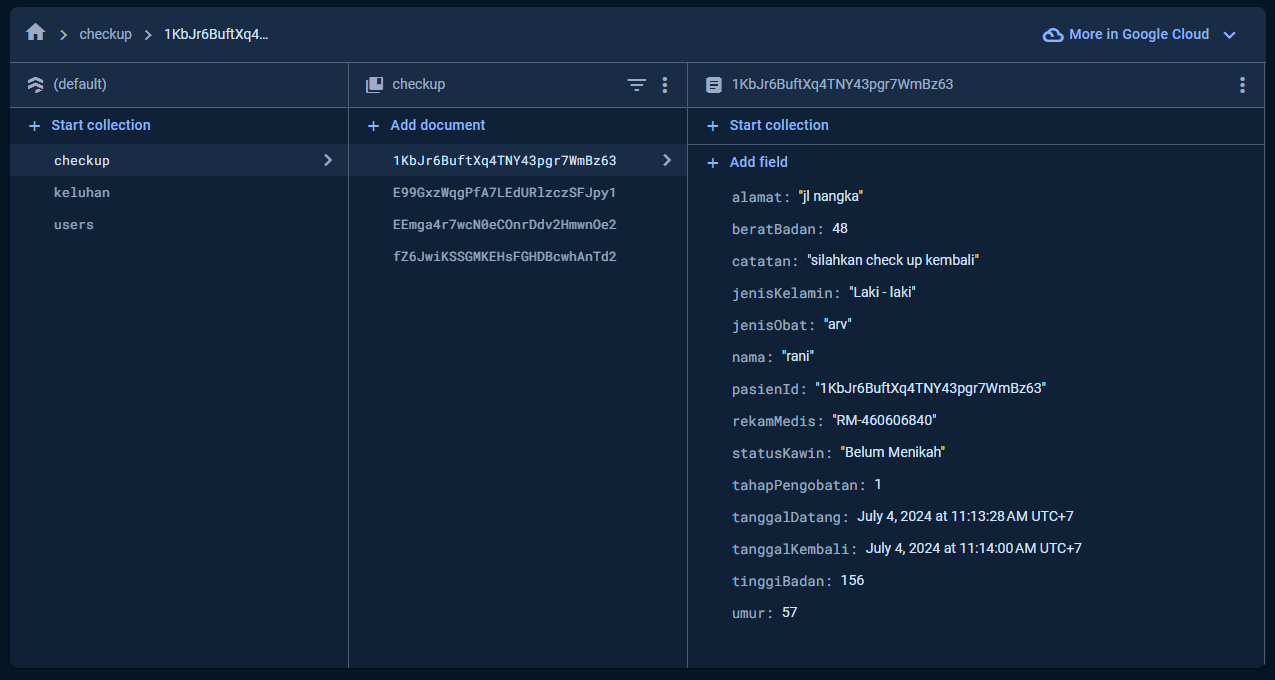 checkup
1KbJr6BuftXq4...
More in Google Cloud
(default)
checkup
1KbJr6BuftXq4TNY43pgr7WmBz63
Start collection
Add document
Start collection
checkup
keluhan
users
1KbJr6BuftXq4TNY43pgr7WmBz63
E99GxzWqgPfA7LEdURlzczSFJpy1
EEmga4r7wcN0eCOnrDdv2HmwnOe2
fZ6JwiKSSGMKEHsFGHDBcwhAnTd2
Add field
alamat: "jl nangka"
beratBadan: 48
catatan: "silahkan check up kembali"
jenisKelamin: "Laki - laki"
jenisObat: "arv"
nama: "rani"
pasienId: "1KbJr6BuftXq4TNY43pgr7WmBz63"
rekamMedis: "RM-460606840"
statusKawin: "Belum Menikah"
tahapPengobatan: 1
tanggalDatang: July 4, 2024 at 11:13:28 AM UTC+7
tanggalKembali: July 4, 2024 at 11:14:00 AM UTC+7
tinggiBadan: 156
umur: 57